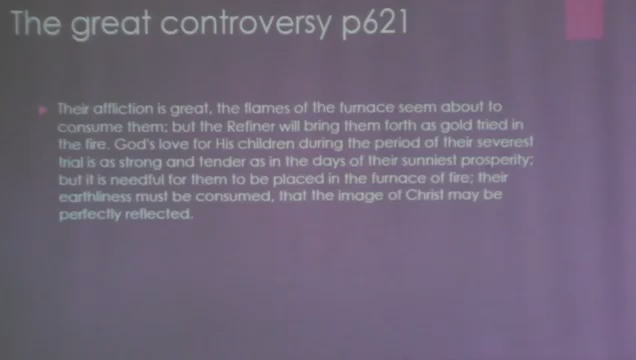 The great controversy p621
Their affliction is great, the flames of the furnace seem about to
consume them; but the Refiner will bring them forth as gold tried in
the fire. God's love for His children during the period of their severest
trial is as strong and tender as in the days of their sunniest prosperity;
but it is needful for them to be placed in the furnace of fire; their
earthliness must be consumed, that the image of Christ may be
perfectly reflected.